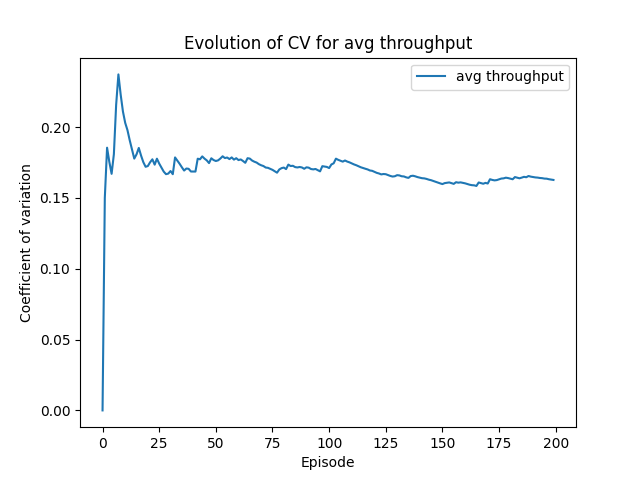 Evolution of CV for avg throughput
avg throughput
Coefficient of variation
0.20
0.15
0.10
0.05
0.00
0 25 50 75 100 125 150 175 200
Episode